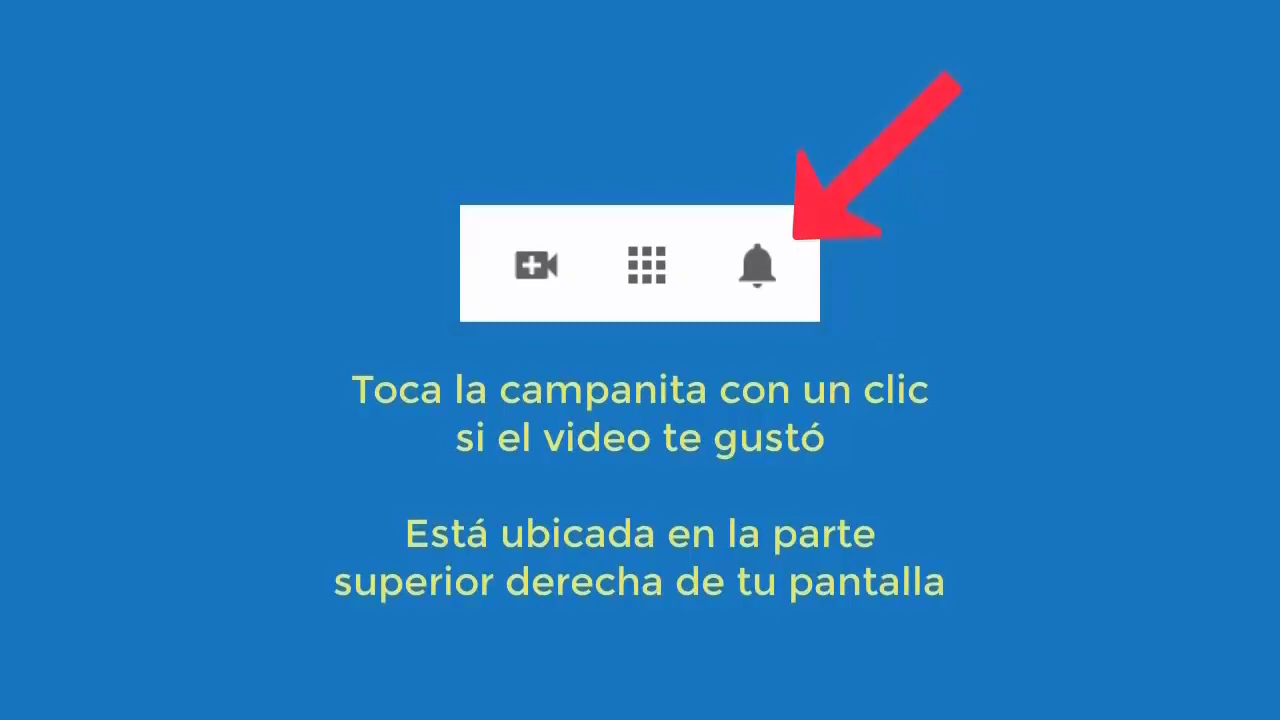 Toca la campanita con un clic
si el video te gustó
Está ubicada en la parte
superior derecha de tu pantalla